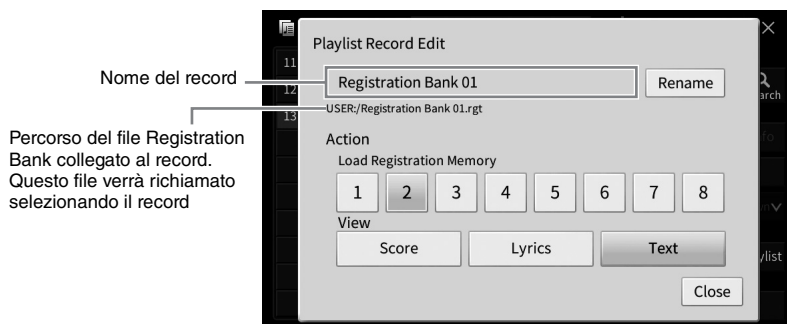 Nome del record
Percorso del file Registration
Bank collegato al record.
Questo file verrà richiamato
selezionando il record
11
12
13
Playlist Record Edit
Registration Bank 01
Rename
USER:/Registration Bank 01.rgt
Action
Load Registration Memory
1 2 3 4 5 6 7 8
View
Score Lyrics Text
Close
arch
ylist